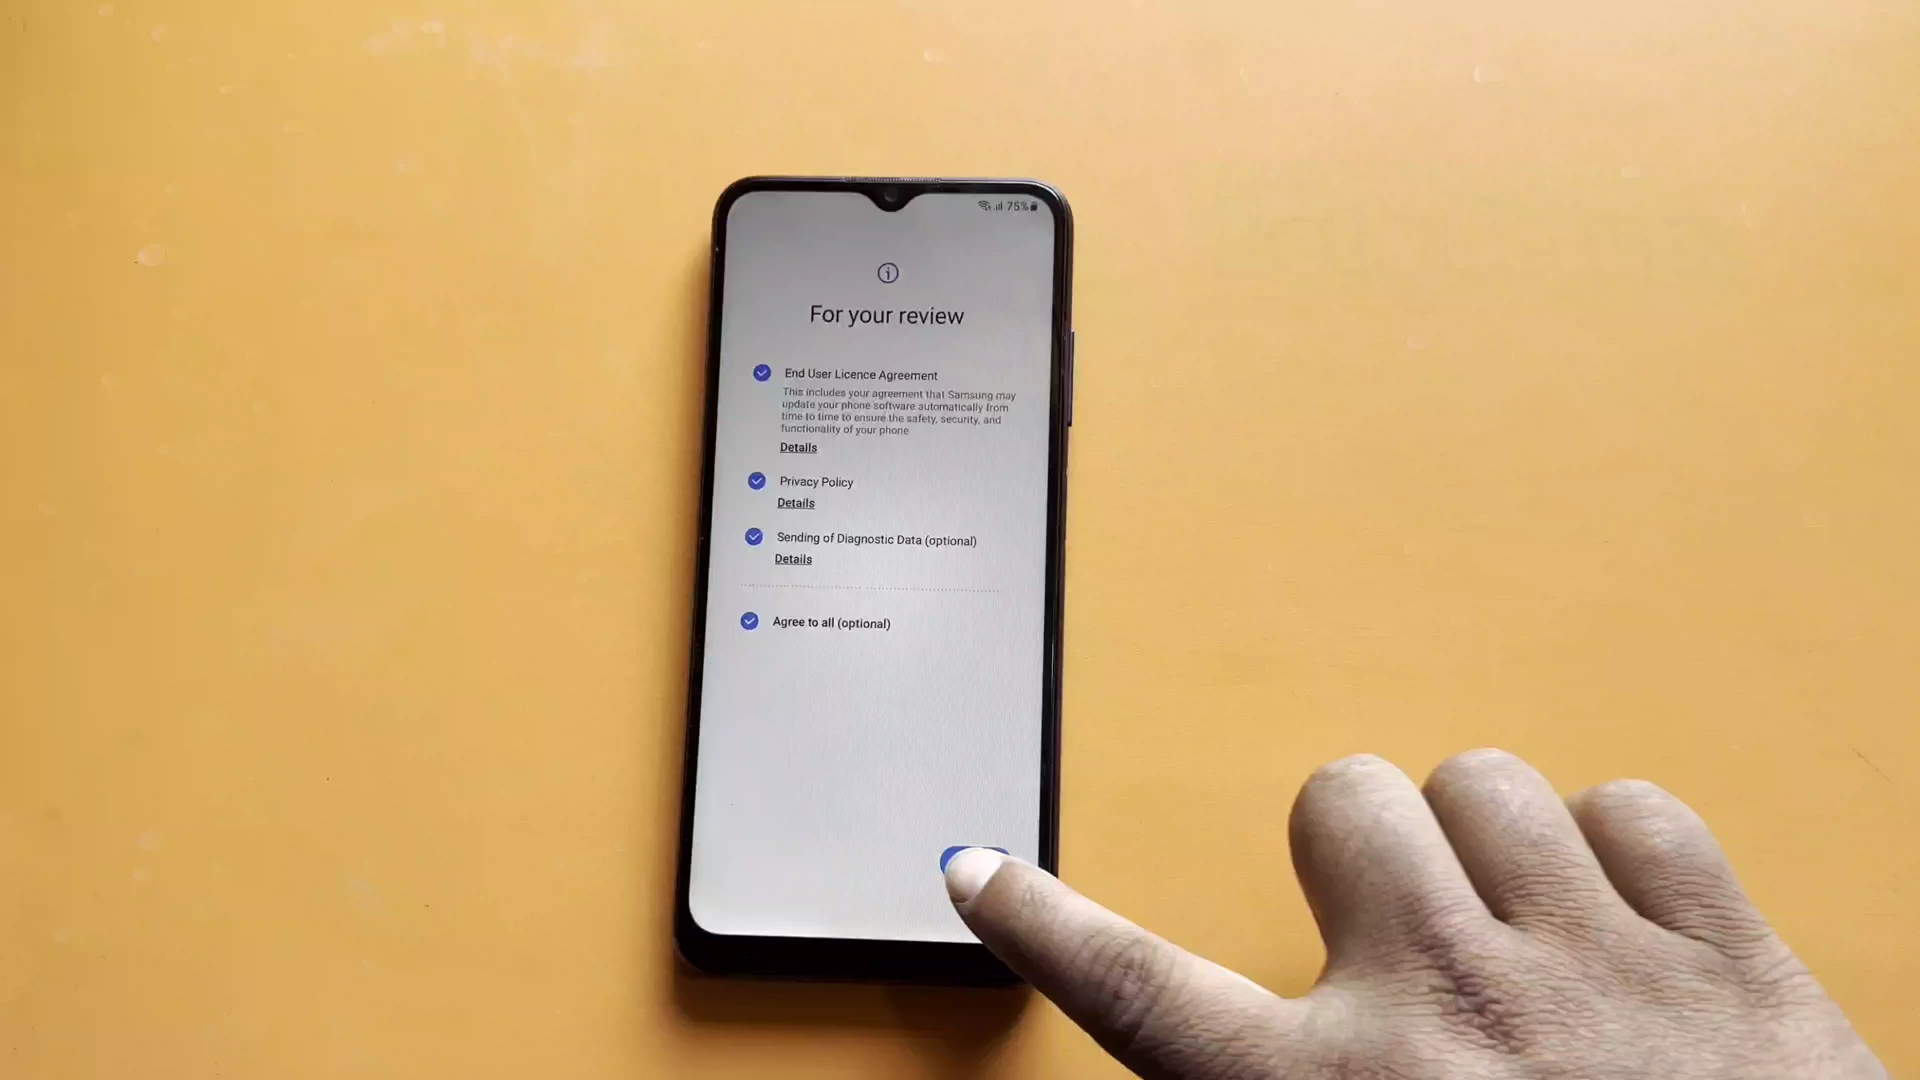 75%
For your review
End User Licence Agreement
This includes your agreement that Samsung may
update your phone software automatically from
time to time to ensure the safety, security, and
functionality of your phone
Details
Privacy Policy
Details
Sending of Diagnostic Data (optional)
Details
Agree to all (optional)